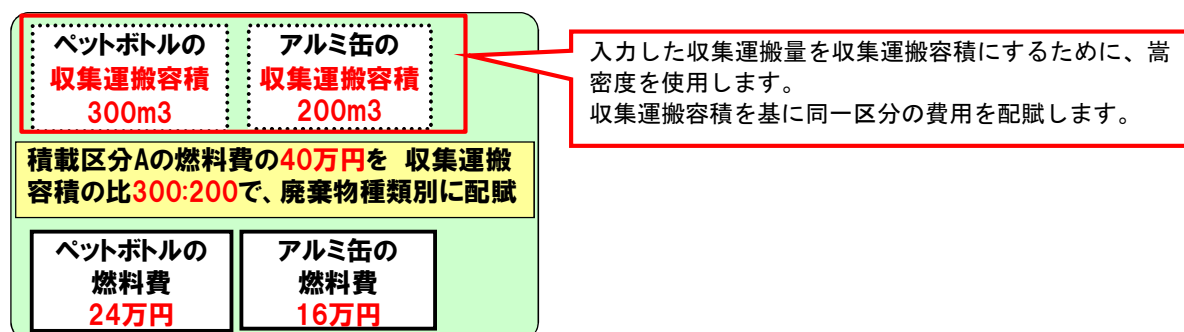 ペットボトルの
収集運搬容積
300m3
アルミ缶の
収集運搬容積
200m3
入力した収集運搬量を収集運搬容積にするために、嵩
密度を使用します。
収集運搬容積を基に同一区分の費用を配賦します。
積載区分Aの燃料費の40万円を 収集運搬
容積の比300:200で、廃棄物種類別に配賦
ペットボトルの
燃料費
24万円
アルミ缶の
燃料費
16万円